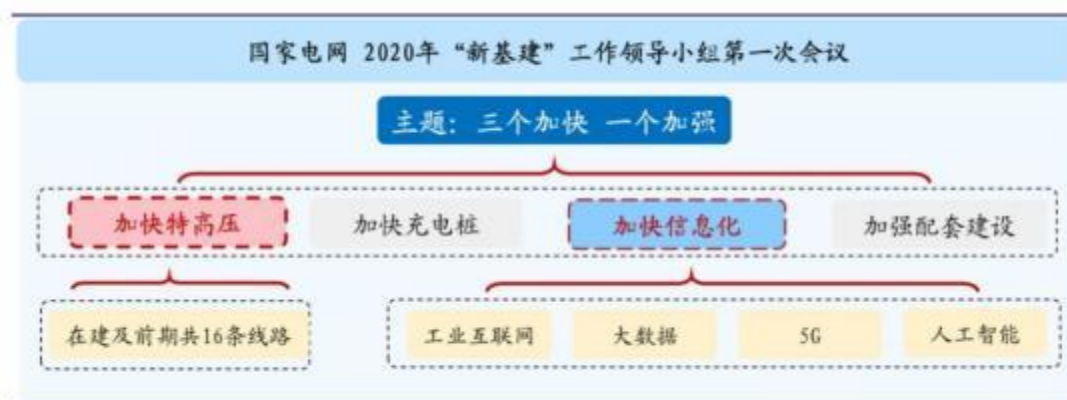 国家电网 2020年“新基建”工作领导小组第一次会议
主题：三个加快 一个加强
加快特高压 加快充电桩 加快信息化 加强配套建设
在建及前期共16条线路 工业互联网 大数据 5G 人工智能